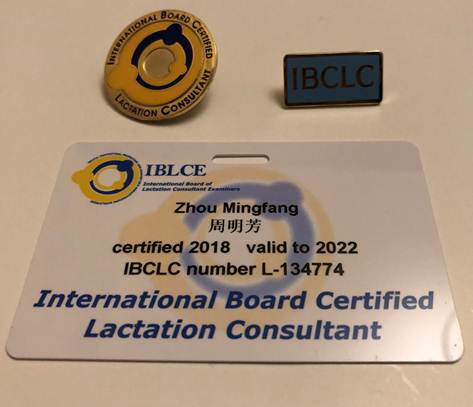 INTERNATIONAL BOARD CERTIFIED
LACTATION CONSULTANT
IBCLC
IBLCE
International Board of
Lactation Consultant Examiners
Zhou Mingfang
周明芳
certified 2018 valid to 2022
IBCLC number L-134774
International Board Certified
Lactation Consultant